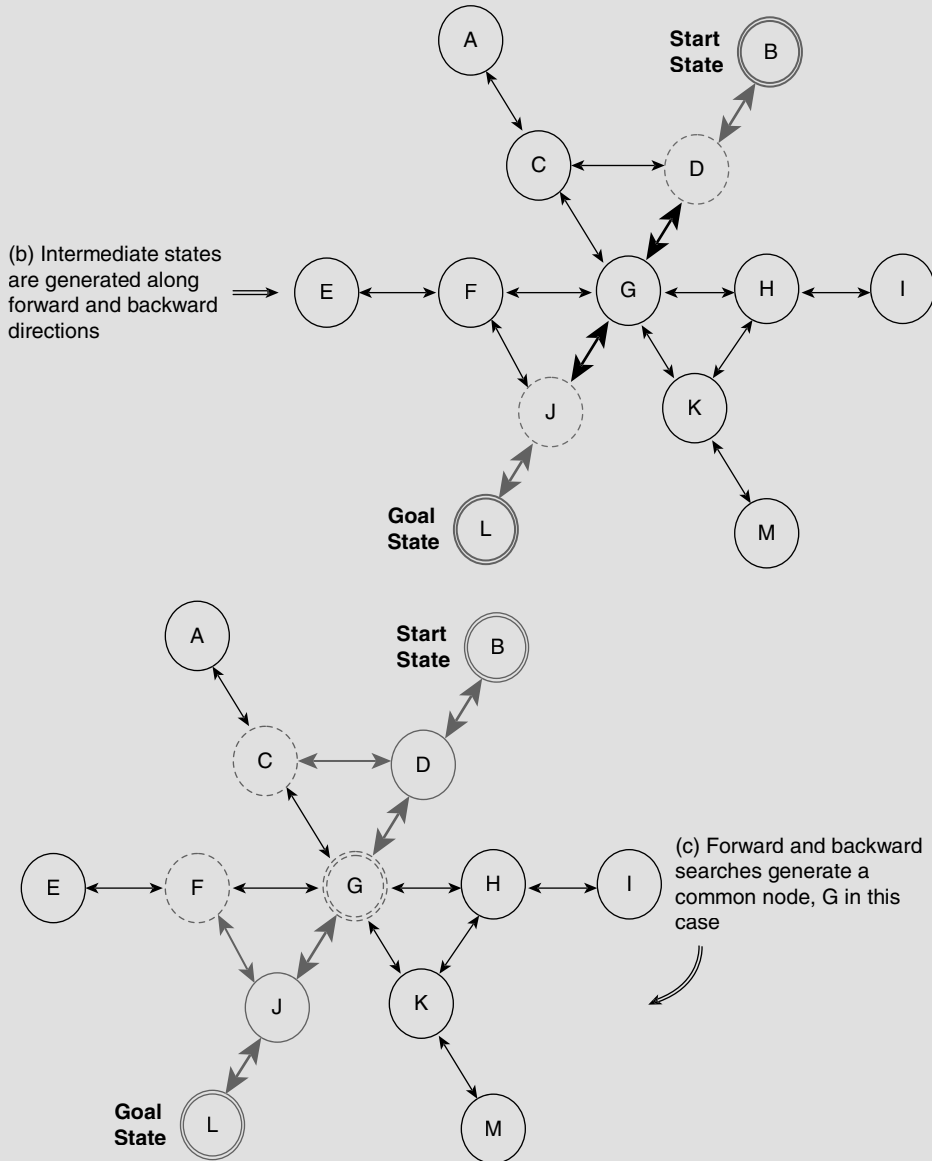 A
Start
State
B
C
D
(b) Intermediate states
are generated along
forward and backward
directions
E
F
G
H
I
J
K
Goal
State
L
M
A
Start
State
B
C
D
(c) Forward and backward
searches generate a
common node, G in this
case
E
F
G
H
I
J
K
Goal
State
L
M